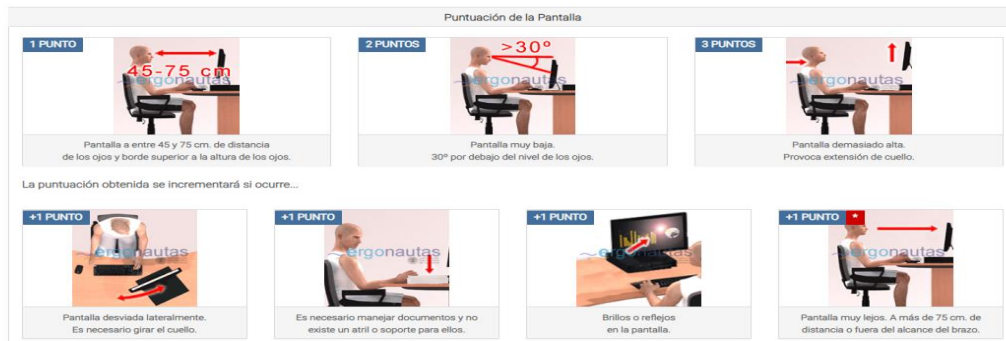 Puntuación de la Pantalla
1 PUNTO
45-75 cm
ergonautas
Pantalla a entre 45 y 75 cm. de distancia
de los ojos y borde superior a la altura de los ojos.
2 PUNTOS
>30º
ergonautas
Pantalla muy baja.
30º por debajo del nivel de los ojos.
3 PUNTOS
ergonautas
Pantalla demasiado alta.
Provoca extensión de cuello.
La puntuación obtenida se incrementará si ocurre...
+1 PUNTO
ergonautas
Pantalla desviada lateralmente.
Es necesario girar el cuello.
+1 PUNTO
ergonautas
Es necesario manejar documentos y no
existe un atril o soporte para ellos.
+1 PUNTO
ergonautas
Brillos o reflejos
en la pantalla.
+1 PUNTO *
ergonautas
Pantalla muy lejos. A más de 75 cm. de
distancia o fuera del alcance del brazo.